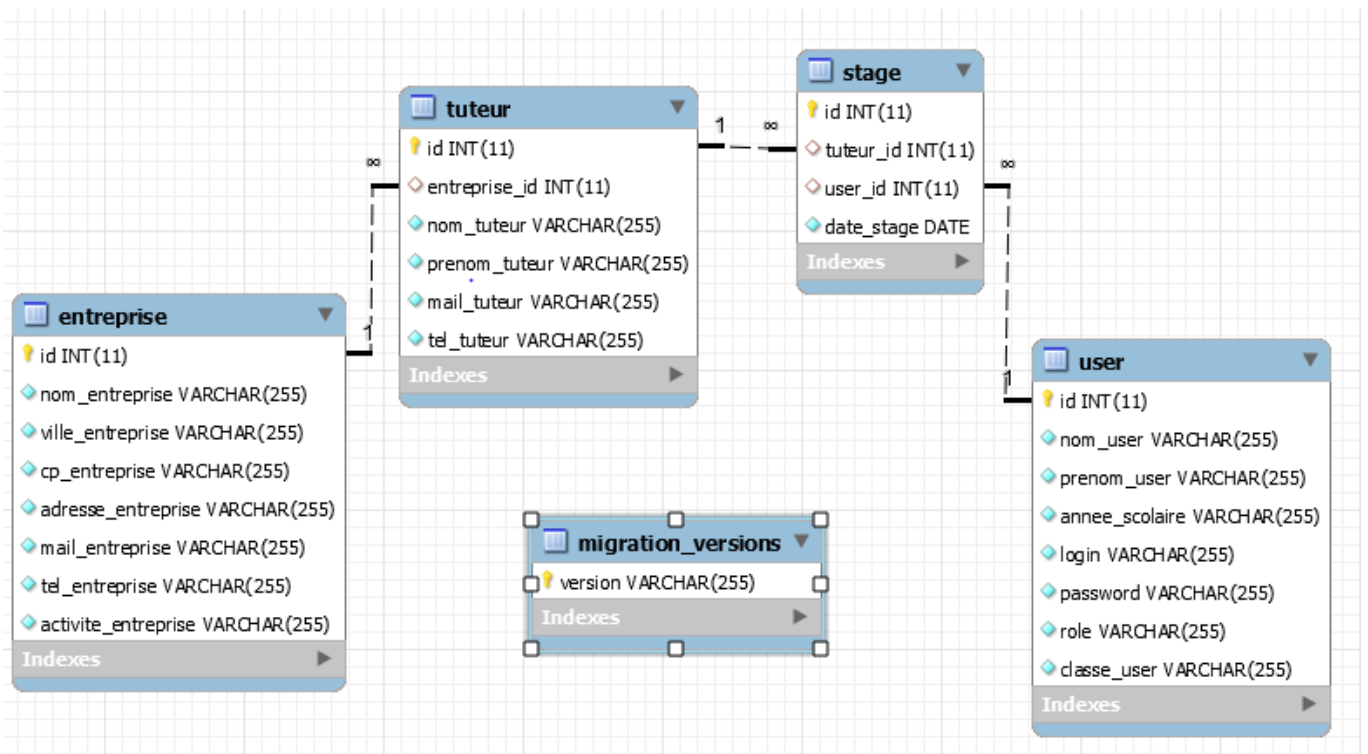 entreprise
id INT(11)
nom_entreprise VARCHAR(255)
ville_entreprise VARCHAR(255)
cp_entreprise VARCHAR(255)
adresse_entreprise VARCHAR(255)
mail_entreprise VARCHAR(255)
tel_entreprise VARCHAR(255)
activite_entreprise VARCHAR(255)
Indexes
1
∞
tuteur
id INT(11)
entreprise_id INT(11)
nom_tuteur VARCHAR(255)
prenom_tuteur VARCHAR(255)
mail_tuteur VARCHAR(255)
tel_tuteur VARCHAR(255)
Indexes
1
∞
stage
id INT(11)
tuteur_id INT(11)
user_id INT(11)
date_stage DATE
Indexes
∞
1
user
id INT(11)
nom_user VARCHAR(255)
prenom_user VARCHAR(255)
annee_scolaire VARCHAR(255)
login VARCHAR(255)
password VARCHAR(255)
role VARCHAR(255)
classe_user VARCHAR(255)
Indexes
migration_versions
version VARCHAR(255)
Indexes